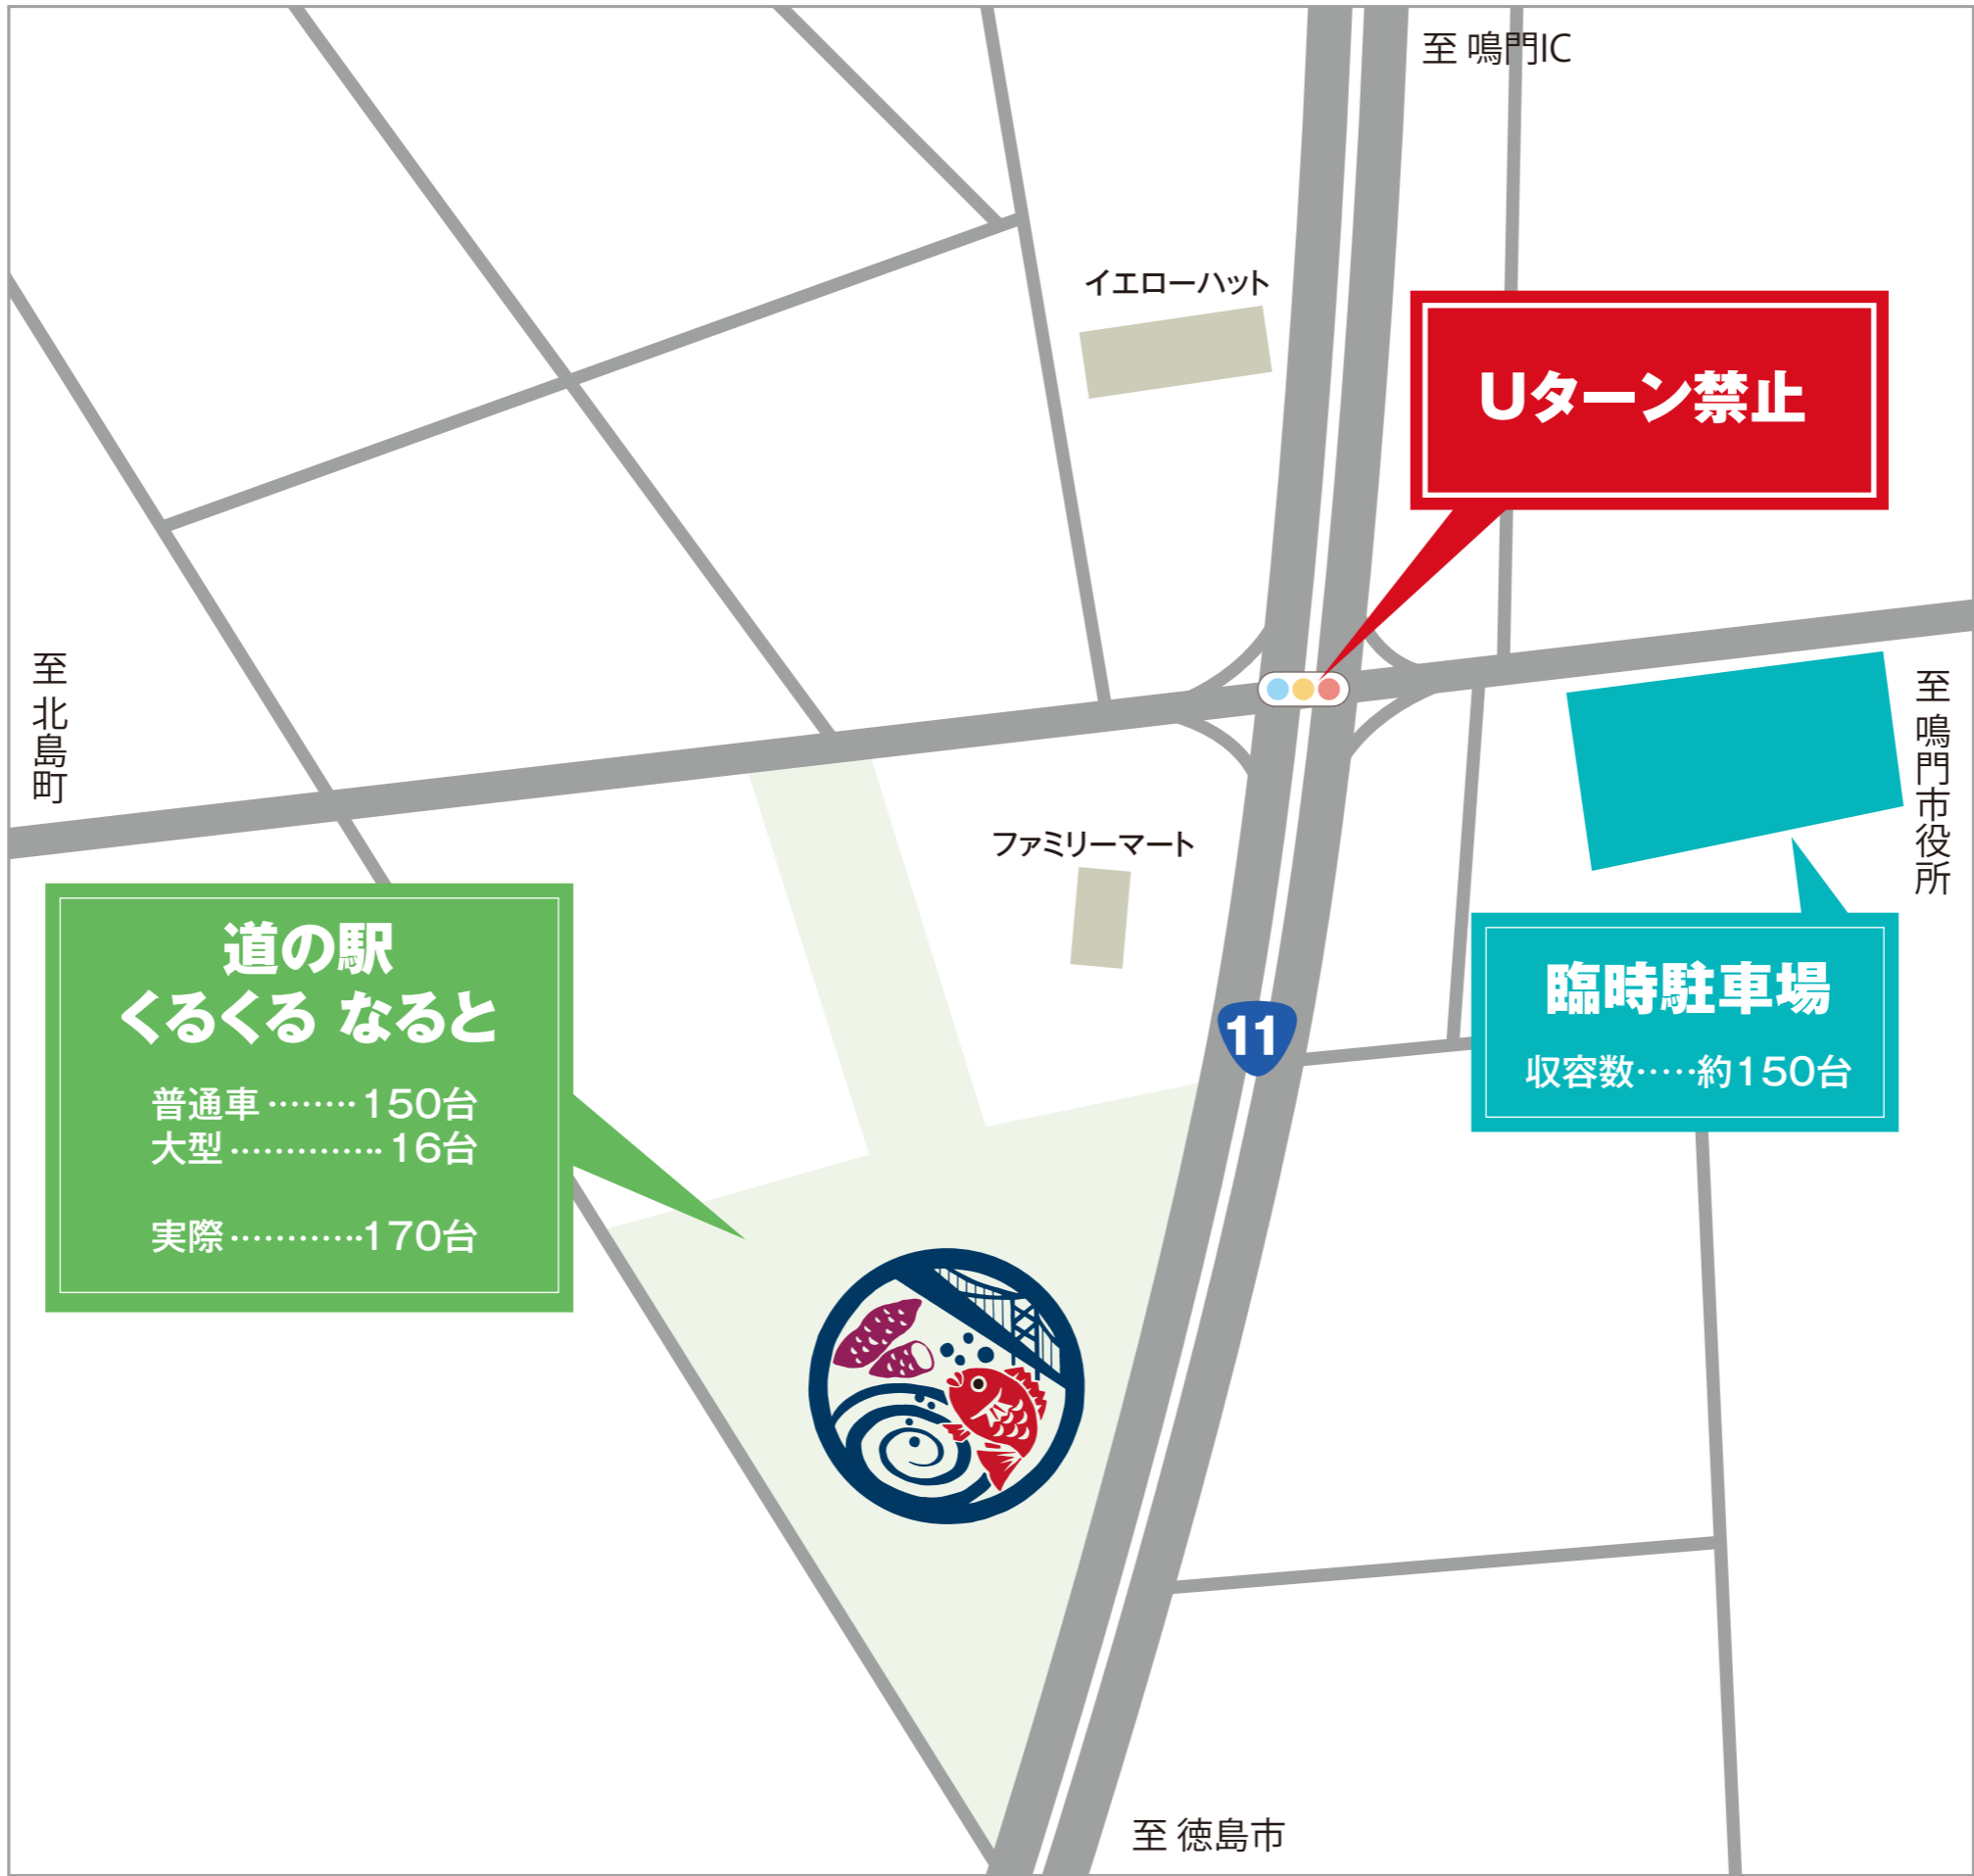 至 鳴門IC
イエローハット
Uターン禁止
至 北島町
至 鳴門市役所
ファミリーマート
道の駅
くるくる なると
普通車………150台
大型……………16台
実際…………170台
11
臨時駐車場
収容数……約150台
至 徳島市